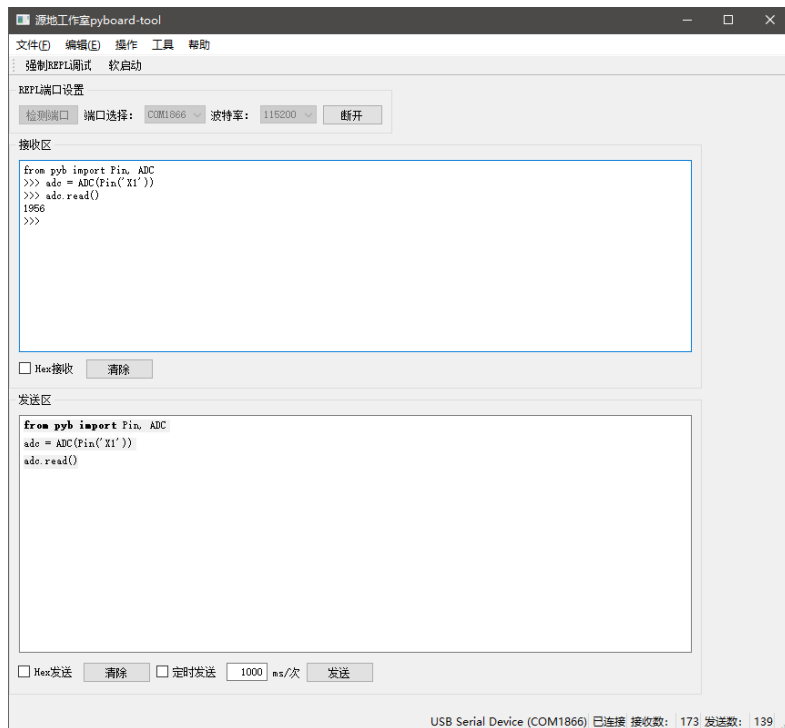 源地工作室pyboard-tool
文件(F) 编辑(E) 操作 工具 帮助
强制REPL调试 软启动
REPL端口设置
检测端口 端口选择: COM1866 波特率: 115200 断开
接收区
from pyb import Pin, ADC
>>> adc = ADC(Pin('X1'))
>>> adc.read()
1956
>>>
Hex接收 清除
发送区
from pyb import Pin, ADC
adc = ADC(Pin('X1'))
adc.read()
Hex发送 清除 定时发送 1000 ms/次 发送
USB Serial Device (COM1866) 已连接 接收数: 173 发送数: 139